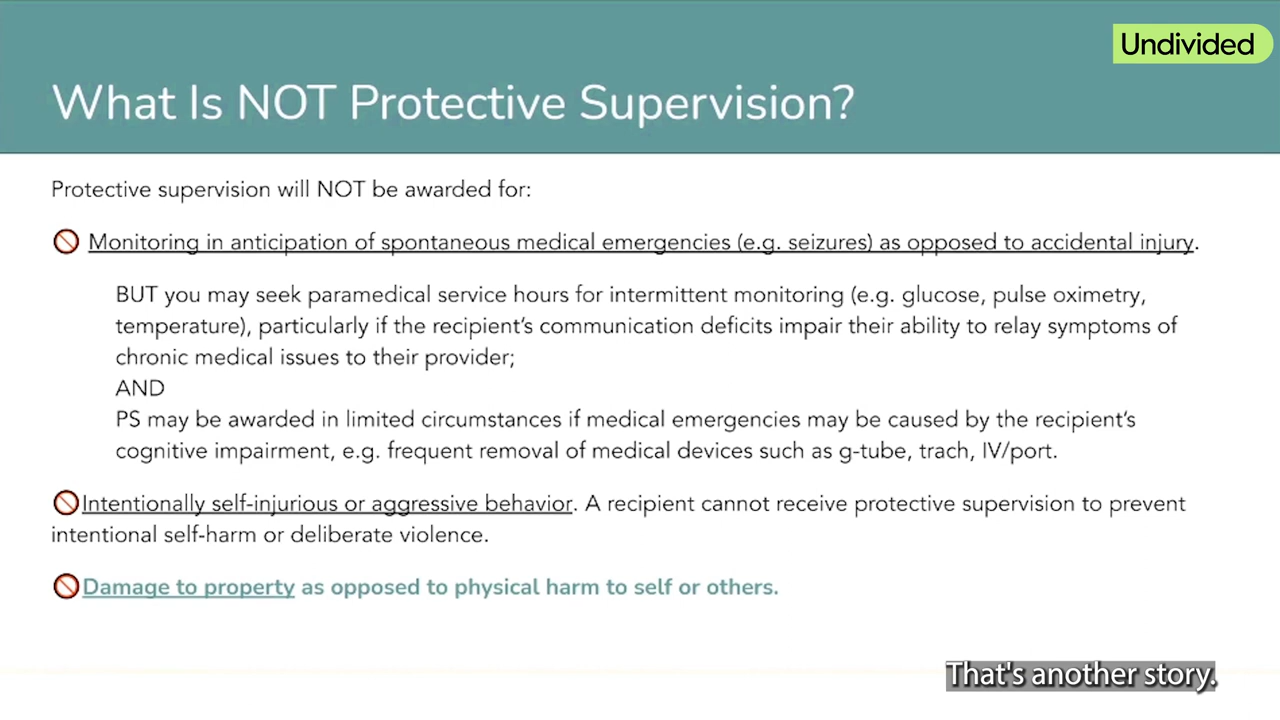 Undivided
What Is NOT Protective Supervision?
Protective supervision will NOT be awarded for:
🚫 Monitoring in anticipation of spontaneous medical emergencies (e.g. seizures) as opposed to accidental injury.
BUT you may seek paramedical service hours for intermittent monitoring (e.g. glucose, pulse oximetry,
temperature), particularly if the recipient's communication deficits impair their ability to relay symptoms of
chronic medical issues to their provider;
AND
PS may be awarded in limited circumstances if medical emergencies may be caused by the recipient's
cognitive impairment, e.g. frequent removal of medical devices such as g-tube, trach, IV/port.
🚫Intentionally self-injurious or aggressive behavior. A recipient cannot receive protective supervision to prevent
intentional self-harm or deliberate violence.
🚫Damage to property as opposed to physical harm to self or others.
That's another story.